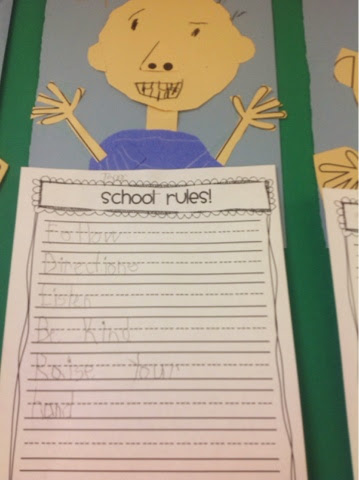 school rules!
Follow
Directions
Listen
Be Kind
Raise Your
hand